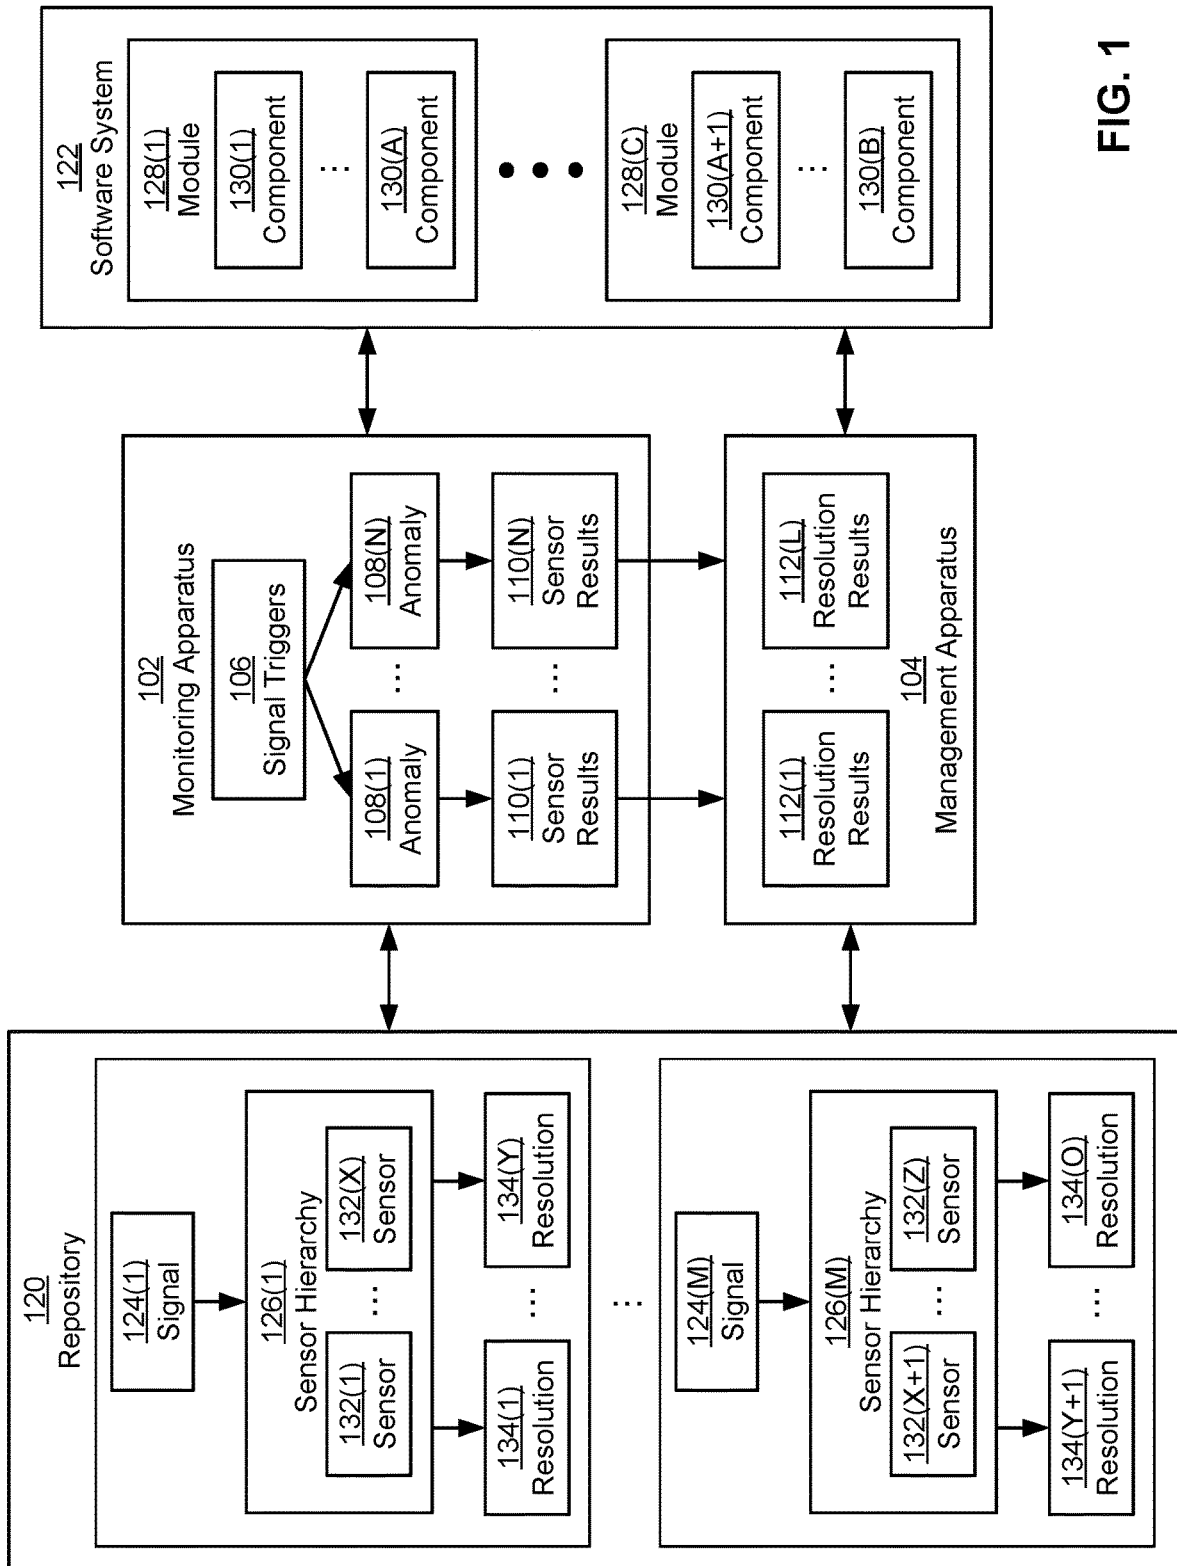 120
Repository
124(1)
Signal
126(1)
Sensor Hierarchy
132(1)
Sensor
...
132(X)
Sensor
134(1)
Resolution
...
134(Y)
Resolution
...
124(M)
Signal
126(M)
Sensor Hierarchy
132(X+1)
Sensor
...
132(Z)
Sensor
134(Y+1)
Resolution
...
134(O)
Resolution
102
Monitoring Apparatus
106
Signal Triggers
108(1)
Anomaly
...
108(N)
Anomaly
110(1)
Sensor
Results
...
110(N)
Sensor
Results
112(1)
Resolution
Results
...
112(L)
Resolution
Results
104
Management Apparatus
122
Software System
128(1)
Module
130(1)
Component
...
130(A)
Component
• • •
128(C)
Module
130(A+1)
Component
...
130(B)
Component
FIG. 1